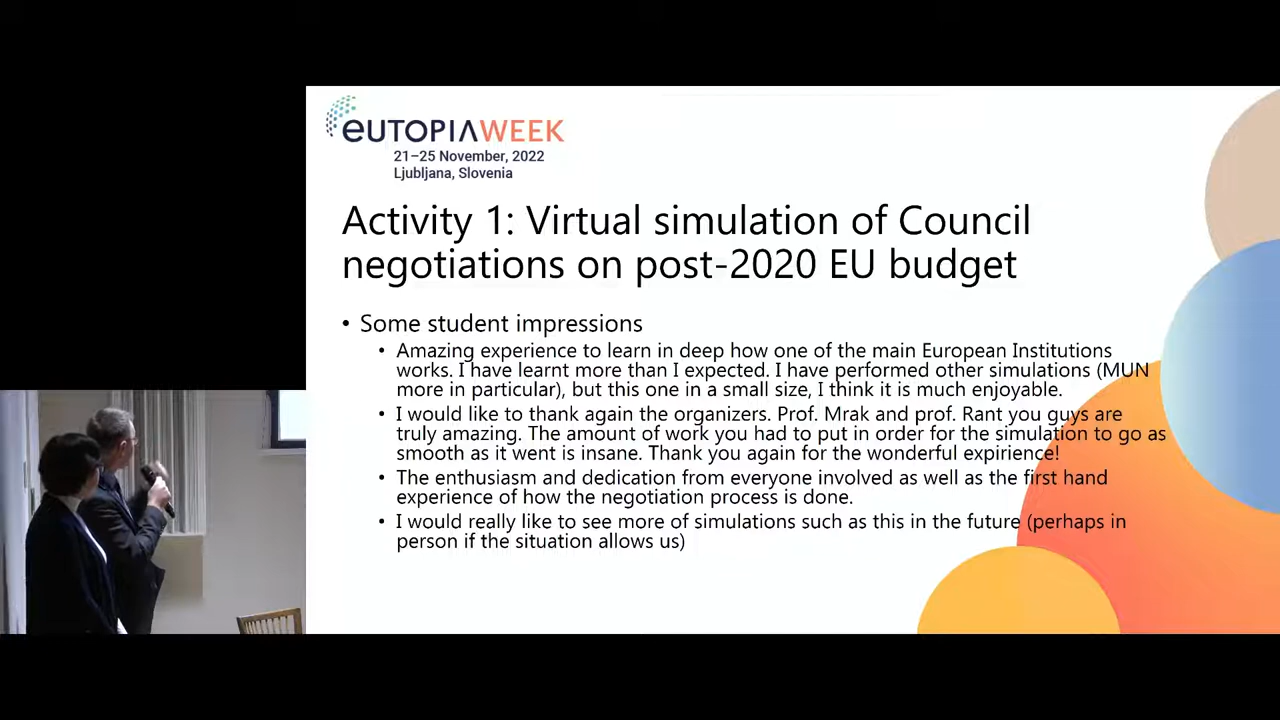 eUTOPIAWEEK
21–25 November, 2022
Ljubljana, Slovenia
Activity 1: Virtual simulation of Council
negotiations on post-2020 EU budget
• Some student impressions
• Amazing experience to learn in deep how one of the main European Institutions
works. I have learnt more than I expected. I have performed other simulations (MUN
more in particular), but this one in a small size, I think it is much enjoyable.
• I would like to thank again the organizers. Prof. Mrak and prof. Rant you guys are
truly amazing. The amount of work you had to put in order for the simulation to go as
smooth as it went is insane. Thank you again for the wonderful expirience!
• The enthusiasm and dedication from everyone involved as well as the first hand
experience of how the negotiation process is done.
• I would really like to see more of simulations such as this in the future (perhaps in
person if the situation allows us)